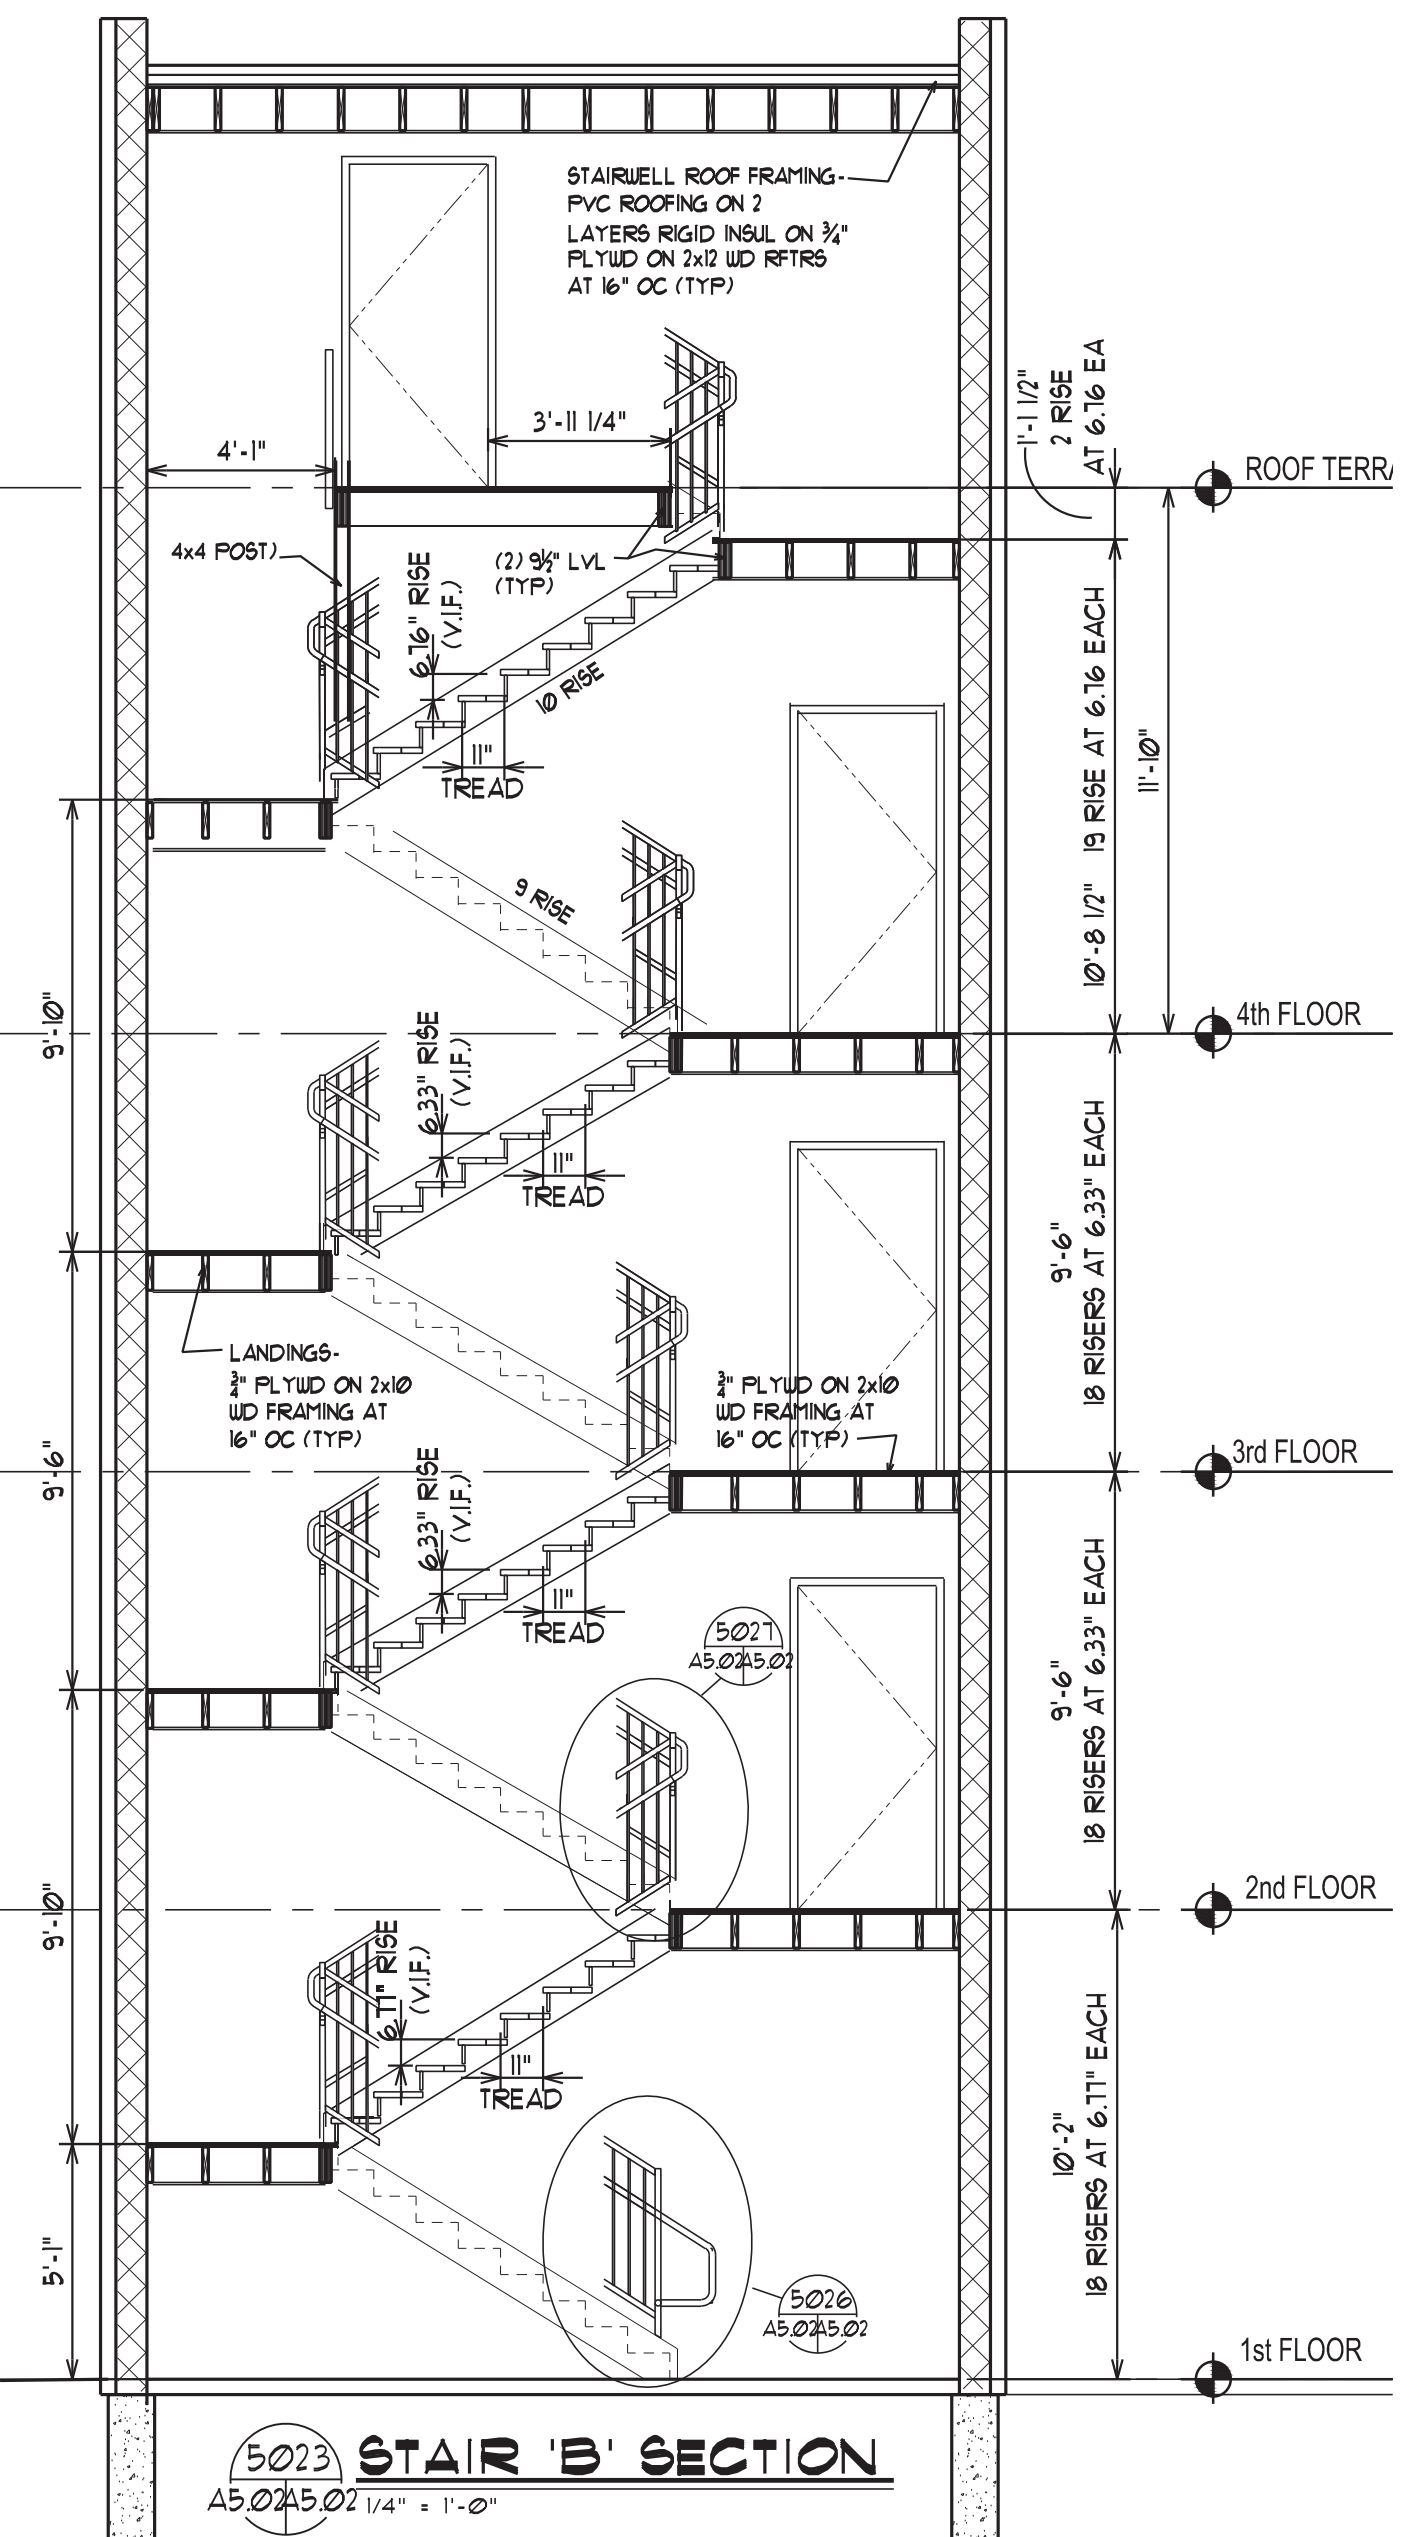 STAIRWELL ROOF FRAMING-
PVC ROOFING ON 2
LAYERS RIGID INSUL ON ¾"
PLYWD ON 2x12 WD RFTRS
AT 16" OC (TYP)
1'-1 1/2"
2 RISE
AT 6.76 EA
3'-11 1/4"
4'-1"
ROOF TERRA
4x4 POST)
(2) 9½" LVL
(TYP)
6.76" RISE
(V.I.F.)
10 RISE
11"
TREAD
10'-8 1/2" 19 RISE AT 6.76 EACH
11'-10"
9 RISE
9'-10"
4th FLOOR
6.33" RISE
(V.I.F.)
11"
TREAD
9'-6"
18 RISERS AT 6.33" EACH
LANDINGS-
¾" PLYWD ON 2x10
WD FRAMING AT
16" OC (TYP)
¾" PLYWD ON 2x10
WD FRAMING AT
16" OC (TYP)
9'-6"
3rd FLOOR
6.33" RISE
(V.I.F.)
11"
TREAD
5027
A5.02 A5.02
9'-6"
18 RISERS AT 6.33" EACH
9'-10"
2nd FLOOR
6.77" RISE
(V.I.F.)
11"
TREAD
10'-2"
18 RISERS AT 6.77" EACH
5'-1"
5026
A5.02 A5.02
1st FLOOR
5023
A5.02 A5.02
STAIR 'B' SECTION
1/4" = 1'-0"